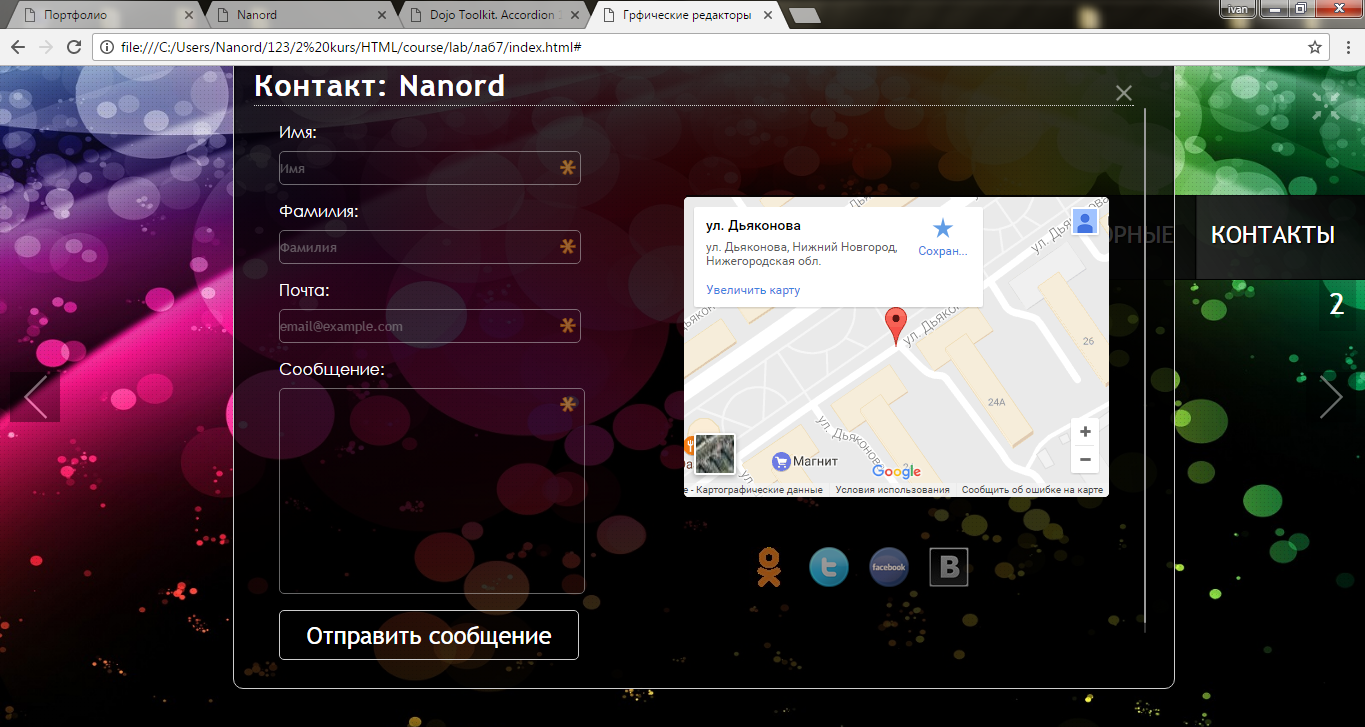 Портфолио
Nanord
Dojo Toolkit. Accordion
Грфические редакторы
ivan
file:///C:/Users/Nanord/123/2%20kurs/HTML/course/lab/ла67/index.html#
Контакт: Nanord
Имя:
Имя
Фамилия:
Фамилия
Почта:
email@example.com
Сообщение:
Отправить сообщение
ул. Дьяконова
ул. Дьяконова, Нижний Новгород,
Нижегородская обл.
Сохран...
Увеличить карту
ул. Дьяконова
ул. Дьяконова
26
24А
ул. Дьяконова
Магнит
Google
+
−
е - Картографические данные
Условия использования
Сообщить об ошибке на карте
facebook
B
ОРНЫЕ
КОНТАКТЫ
2